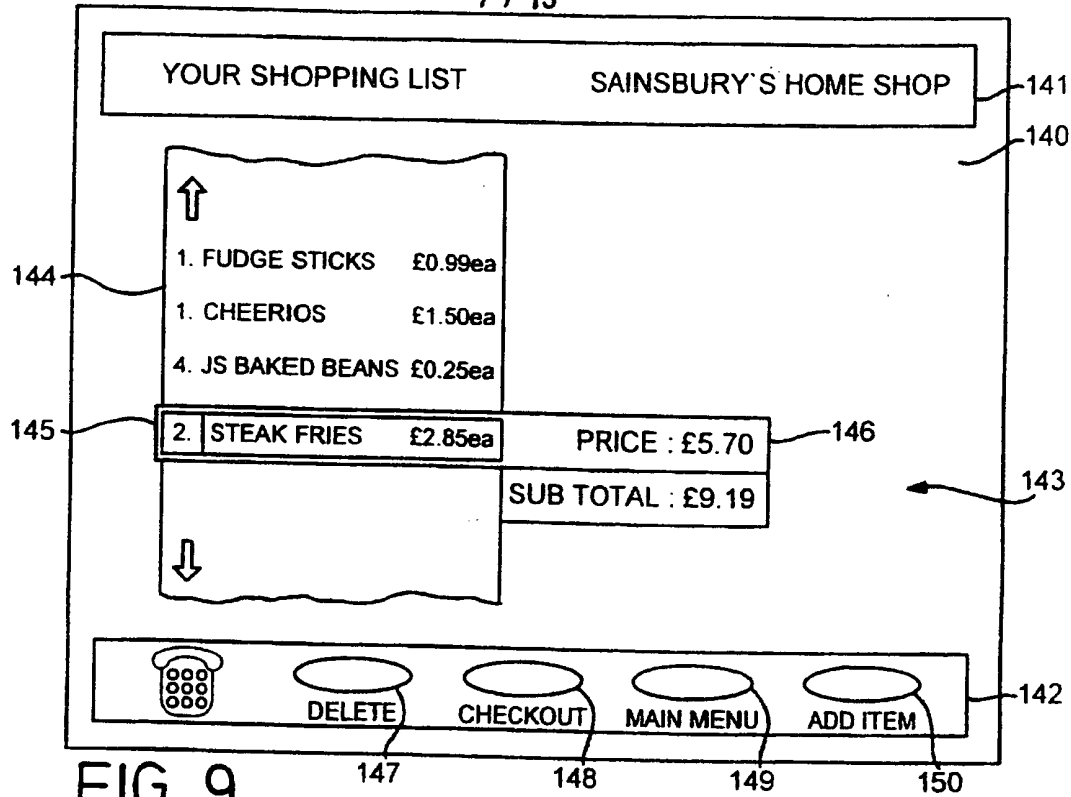 YOUR SHOPPING LIST SAINSBURY`S HOME SHOP
141
140
1. FUDGE STICKS £0.99ea
144
1. CHEERIOS £1.50ea
4. JS BAKED BEANS £0.25ea
145
2. STEAK FRIES £2.85ea PRICE : £5.70
146
143
SUB TOTAL : £9.19
142
DELETE CHECKOUT MAIN MENU ADD ITEM
147 148 149 150
FIG. 9